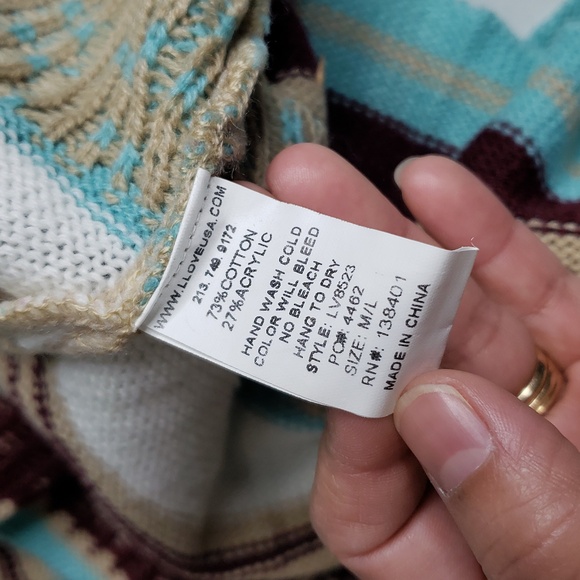 WWW.LLOVEUSA.COM
213.749.9172
73%COTTON
27%ACRYLIC
HAND WASH COLD
COLOR WILL BLEED
NO BLEACH
HANG TO DRY
STYLE: LV8523
PO#: 4462
SIZE: M/L
RN#: 138401
MADE IN CHINA